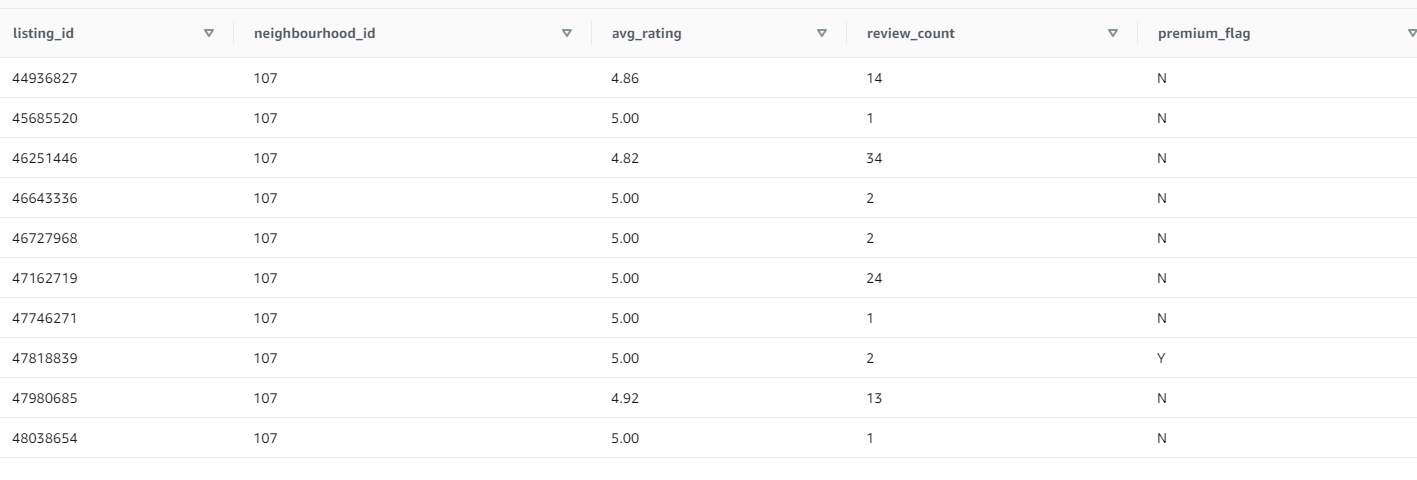 listing_id neighbourhood_id avg_rating review_count premium_flag
44936827 107 4.86 14 N
45685520 107 5.00 1 N
46251446 107 4.82 34 N
46643336 107 5.00 2 N
46727968 107 5.00 2 N
47162719 107 5.00 24 N
47746271 107 5.00 1 N
47818839 107 5.00 2 Y
47980685 107 4.92 13 N
48038654 107 5.00 1 N